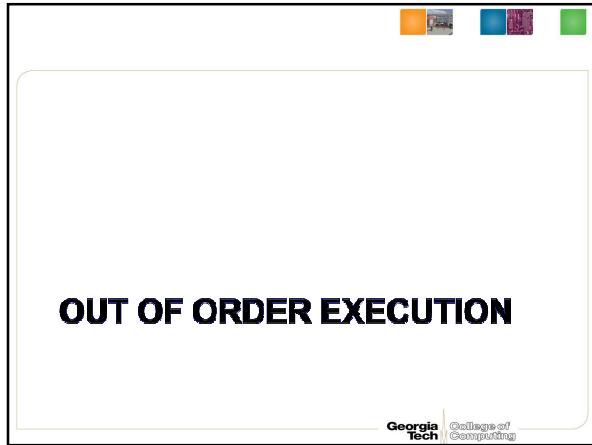 OUT OF ORDER EXECUTION
Georgia College of
Tech Computing